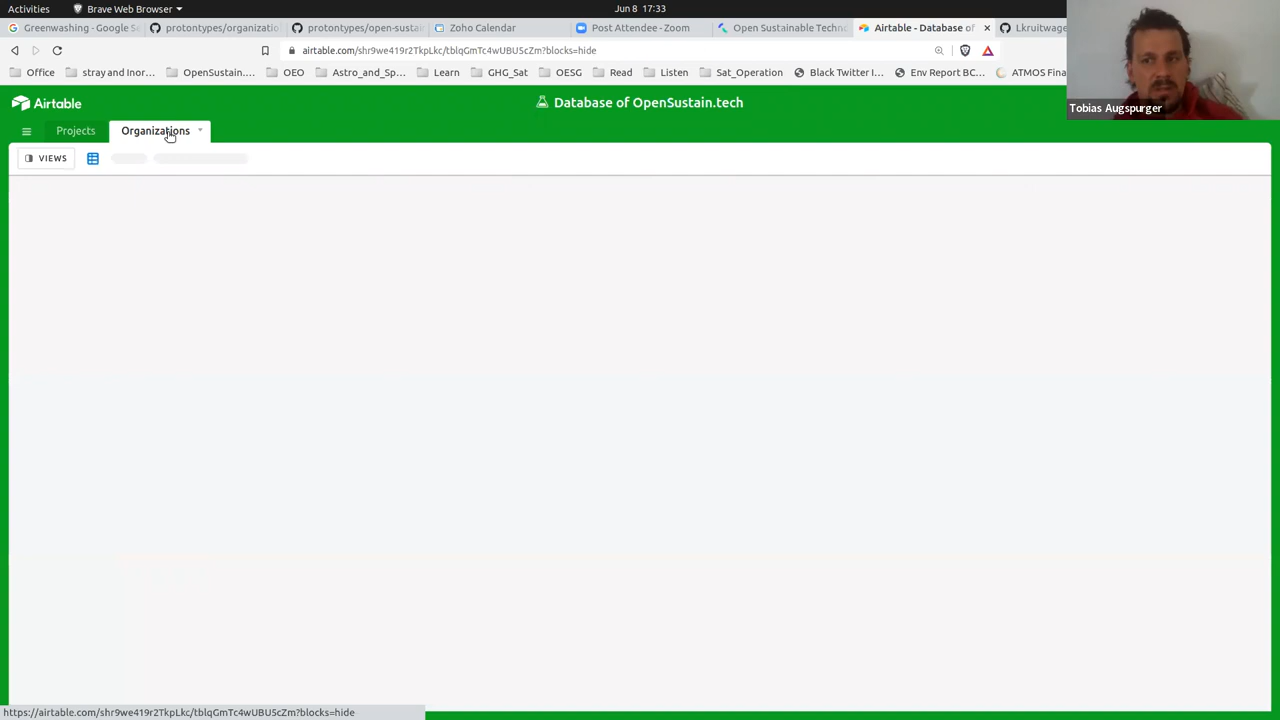 Activities
Brave Web Browser
Jun 8 17:33
Greenwashing - Google Se
protontypes/organizatio
protontypes/open-sustai
Zoho Calendar
Post Attendee - Zoom
Open Sustainable Techno
Airtable - Database of
Lkruitwage
airtable.com/shr9we419r2TkpLkc/tblqGmTc4wUBU5cZm?blocks=hide
Office
stray and Inor...
OpenSustain....
OEO
Astro_and_Sp...
Learn
GHG_Sat
OESG
Read
Listen
Sat_Operation
Black Twitter I...
Env Report BC...
ATMOS Fina
Tobias Augspurger
Airtable
Database of OpenSustain.tech
Projects
Organizations
VIEWS
https://airtable.com/shr9we419r2TkpLkc/tblqGmTc4wUBU5cZm?blocks=hide